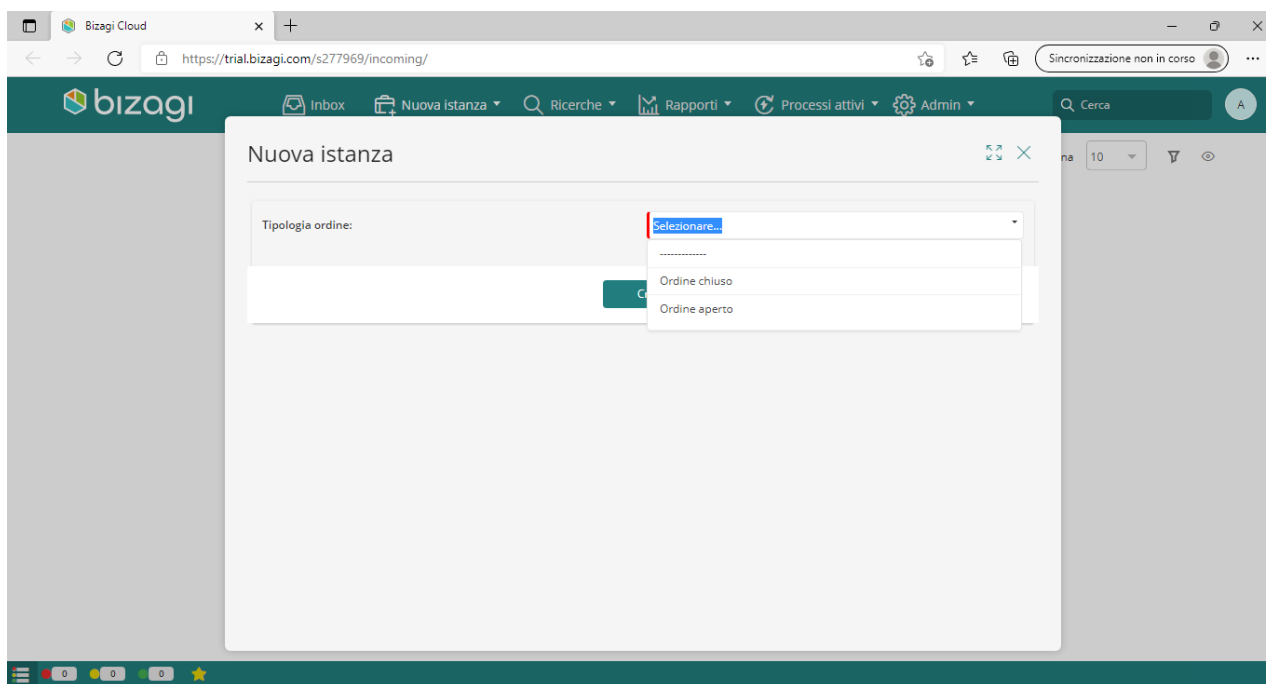 Bizagi Cloud
https://trial.bizagi.com/s277969/incoming/
Sincronizzazione non in corso
bizagi
Inbox
Nuova istanza
Ricerche
Rapporti
Processi attivi
Admin
Cerca
A
Nuova istanza
na
10
Tipologia ordine:
Selezionare...
-------------
Ordine chiuso
Ordine aperto
0
0
0